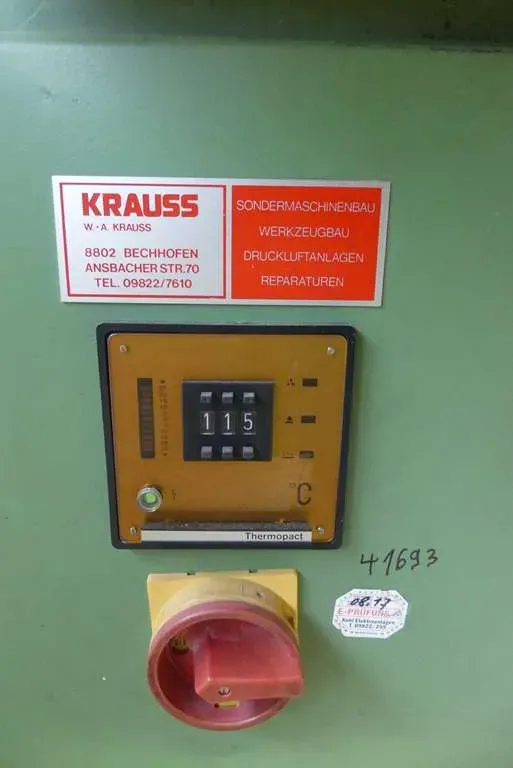 KRAUSS
W. + A. KRAUSS
8802 BECHHOFEN
ANSBACHER STR. 70
TEL. 09822/7610
SONDERMASCHINENBAU
WERKZEUGBAU
DRUCKLUFTANLAGEN
REPARATUREN
115
°C
Thermopact
41693
08.17
E-PRÜFUNG
Elektroanlagen